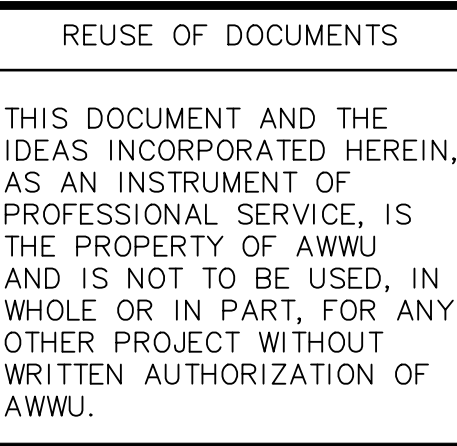 REUSE OF DOCUMENTS
THIS DOCUMENT AND THE
IDEAS INCORPORATED HEREIN,
AS AN INSTRUMENT OF
PROFESSIONAL SERVICE, IS
THE PROPERTY OF AWWU
AND IS NOT TO BE USED, IN
WHOLE OR IN PART, FOR ANY
OTHER PROJECT WITHOUT
WRITTEN AUTHORIZATION OF
AWWU.